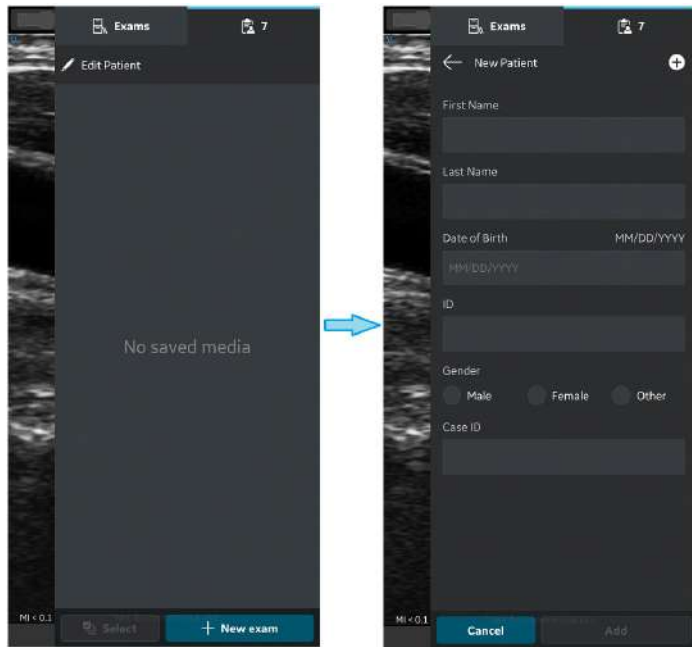 Exams
7
Edit Patient
No saved media
MI < 0.1
Select
New exam
Exams
7
New Patient
First Name
Last Name
Date of Birth MM/DD/YYYY
MM/DD/YYYY
ID
Gender
Male Female Other
Case ID
MI < 0.1
Cancel
Add